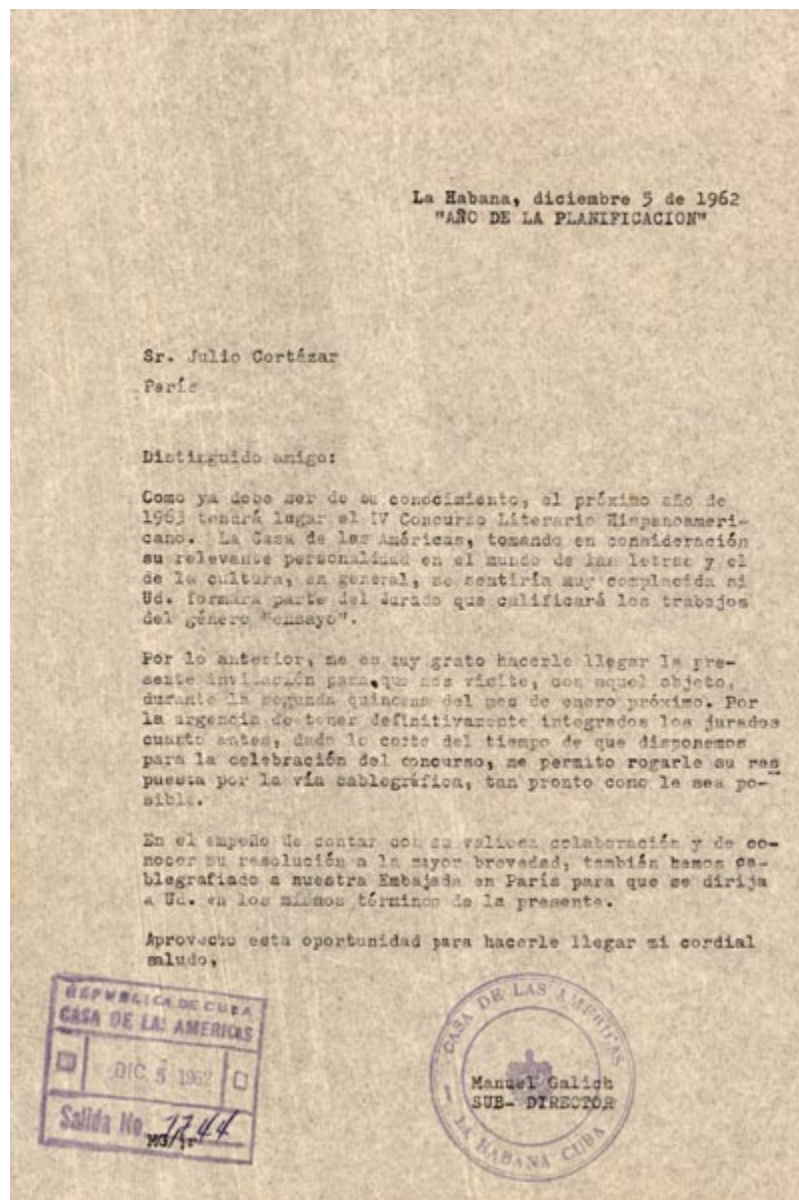 La Habana, diciembre 5 de 1962
"AÑO DE LA PLANIFICACION"
Sr. Julio Cortázar
París
Distinguido amigo:
Como ya debe ser de su conocimiento, el próximo año de
1963 tendrá lugar el IV Concurso Literario Hispanoameri-
cano. La Casa de las Américas, tomando en consideración
su relevante personalidad en el mundo de las letras y el
de la cultura, en general, se sentiría muy complacida si
Ud. formara parte del Jurado que calificará los trabajos
del género "ensayo".
Por lo anterior, me es muy grato hacerle llegar la pre-
sente invitación para que nos visite, con aquel objeto,
durante la segunda quincena del mes de enero próximo. Por
la urgencia de tener definitivamente integrados los jurados
cuanto antes, dado lo corto del tiempo de que disponemos
para la celebración del concurso, me permito rogarle su res
puesta por la vía cablegráfica, tan pronto como le sea po-
sible.
En el empeño de contar con su valiosa colaboración y de co-
nocer su resolución a la mayor brevedad, también hemos ca-
blegrafiado a nuestra Embajada en París para que se dirija
a Ud. en los mismos términos de la presente.
Aprovecho esta oportunidad para hacerle llegar mi cordial
saludo,
REPUBLICA DE CUBA
CASA DE LAS AMERICAS
DIC 5 1962
Salida No. 1744
CASA DE LAS AMERICAS
Manuel Galich
SUB- DIRECTOR
LA HABANA CUBA